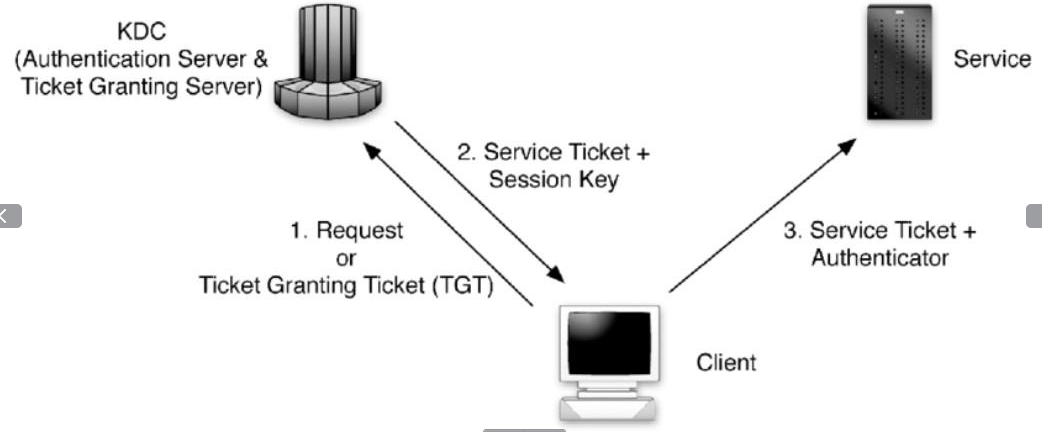 KDC
(Authentication Server &
Ticket Granting Server)
Service
2. Service Ticket +
Session Key
1. Request
or
Ticket Granting Ticket (TGT)
3. Service Ticket +
Authenticator
Client